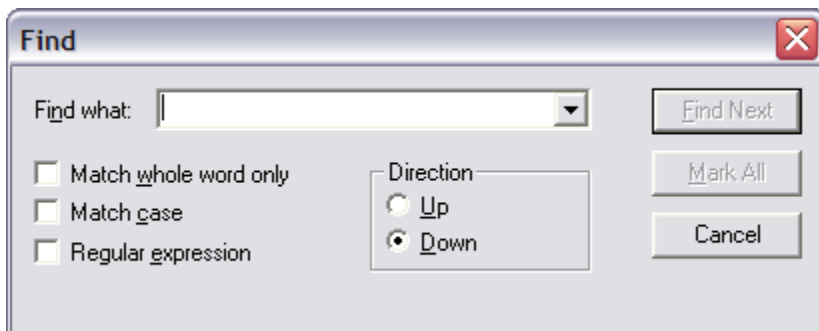 Find
Find what:
Find Next
Match whole word only
Direction
Mark All
Match case
Up
Regular expression
Down
Cancel